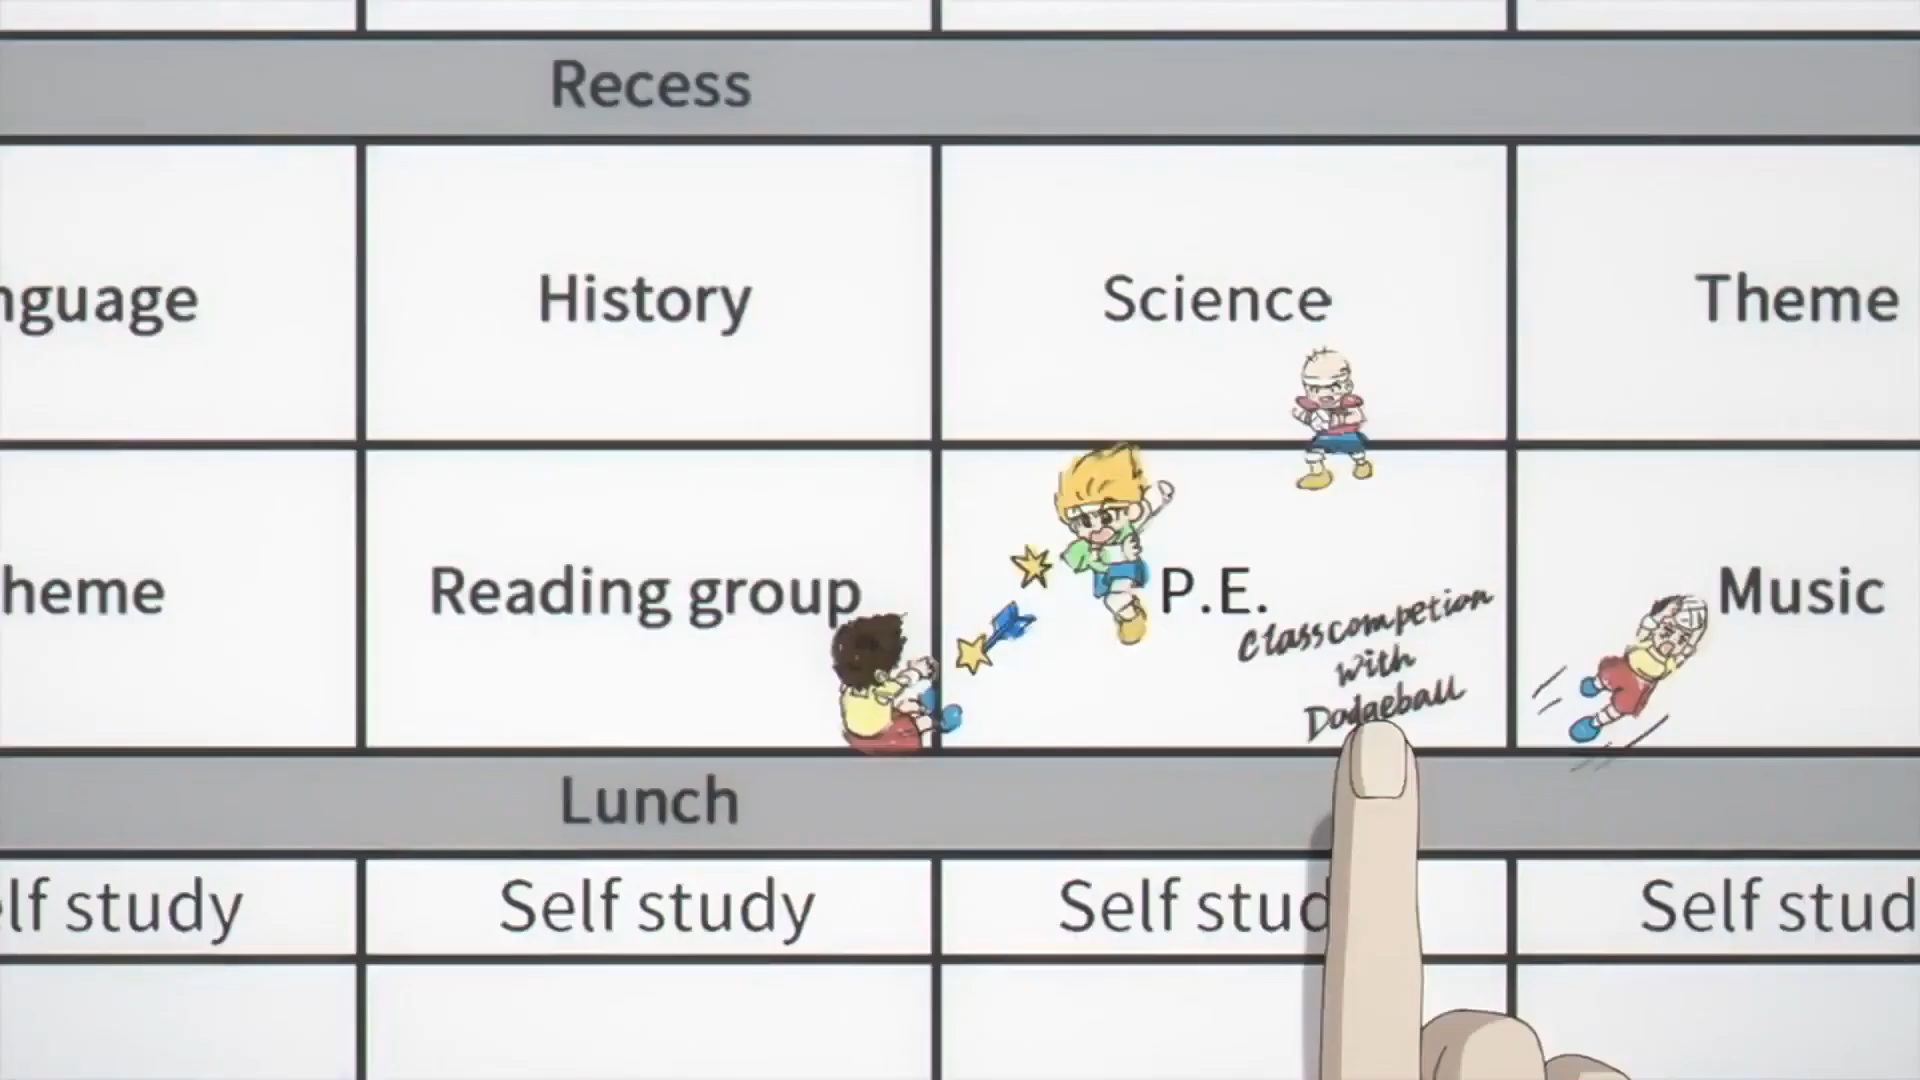 Recess
nguage History Science Theme
heme Reading group P.E. Music
Classcompetion
with
Dodgeball
Lunch
elf study Self study Self stud Self stud